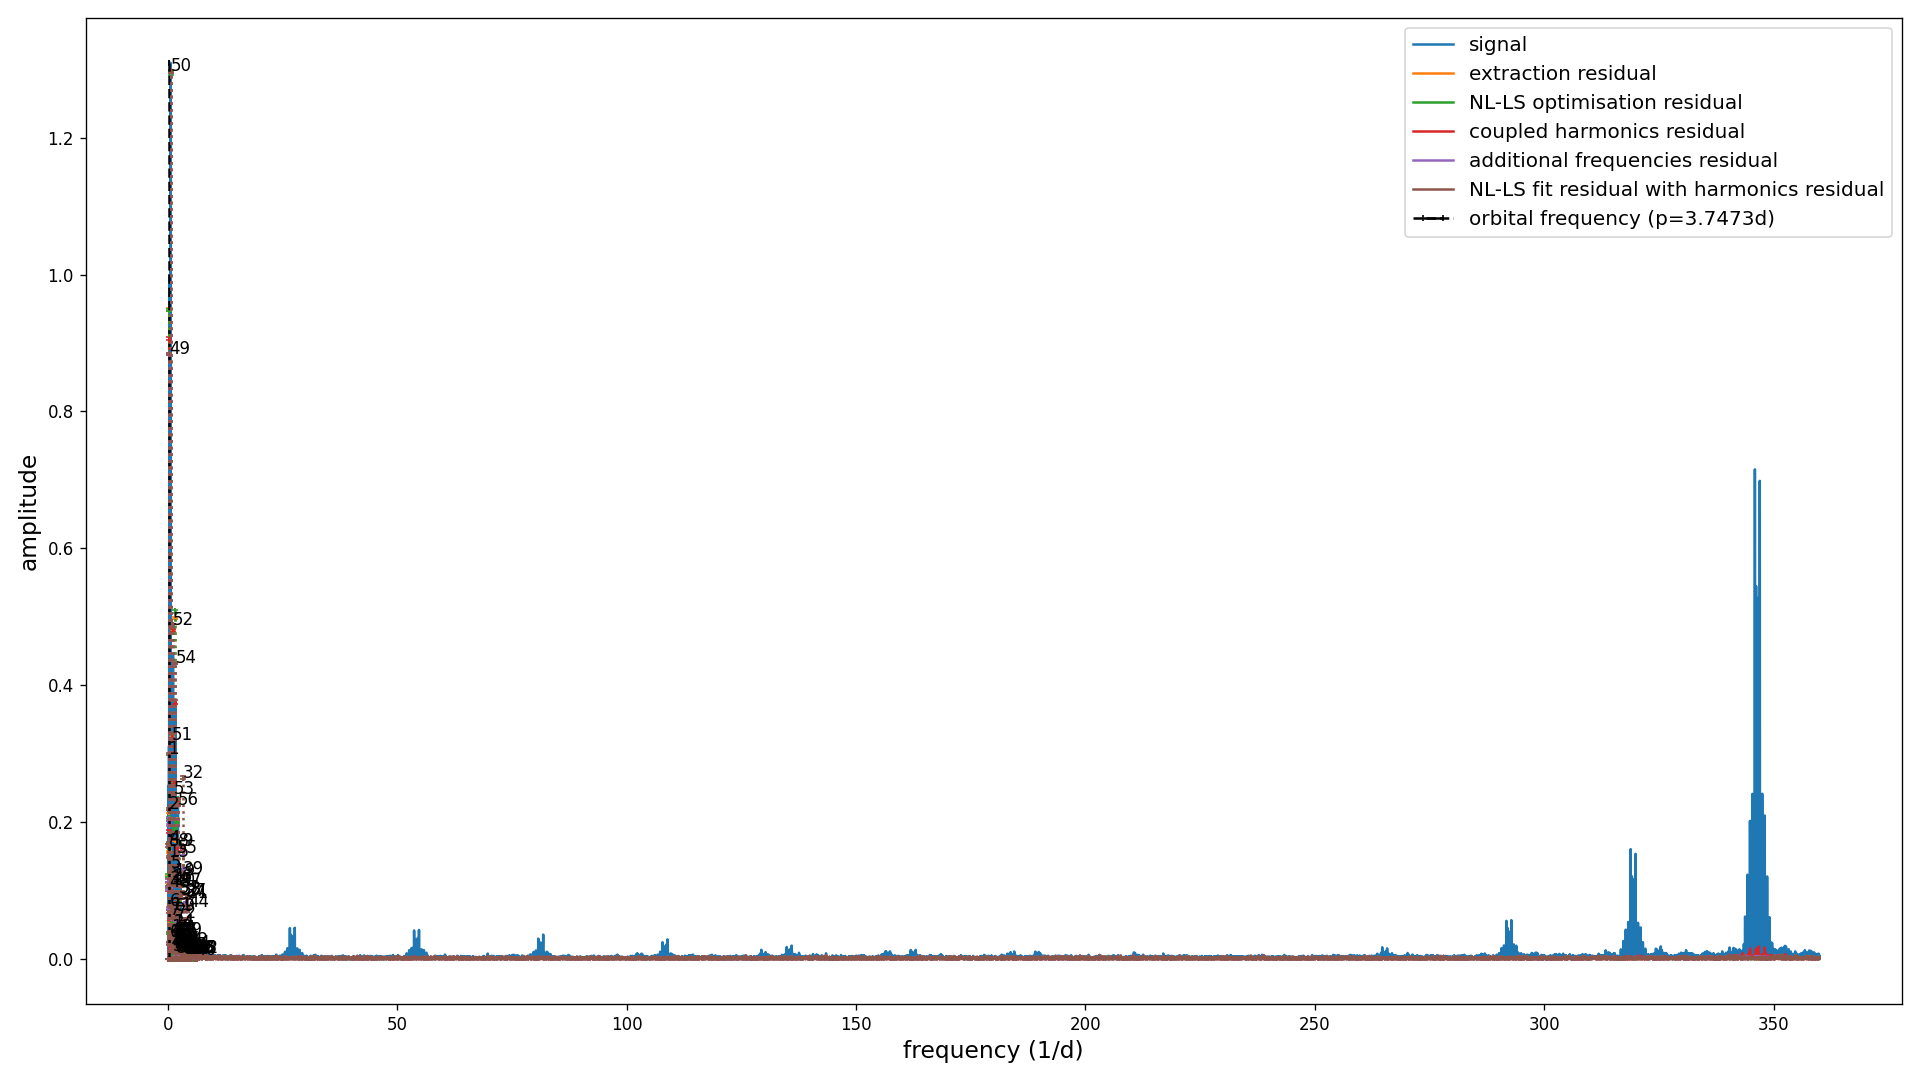 signal
extraction residual
NL-LS optimisation residual
coupled harmonics residual
additional frequencies residual
NL-LS fit residual with harmonics residual
orbital frequency (p=3.7473d)
amplitude
1.2
1.0
0.8
0.6
0.4
0.2
0.0
50
49
52
54
51
1
32
53
56
0
50
100
150
200
250
300
350
frequency (1/d)